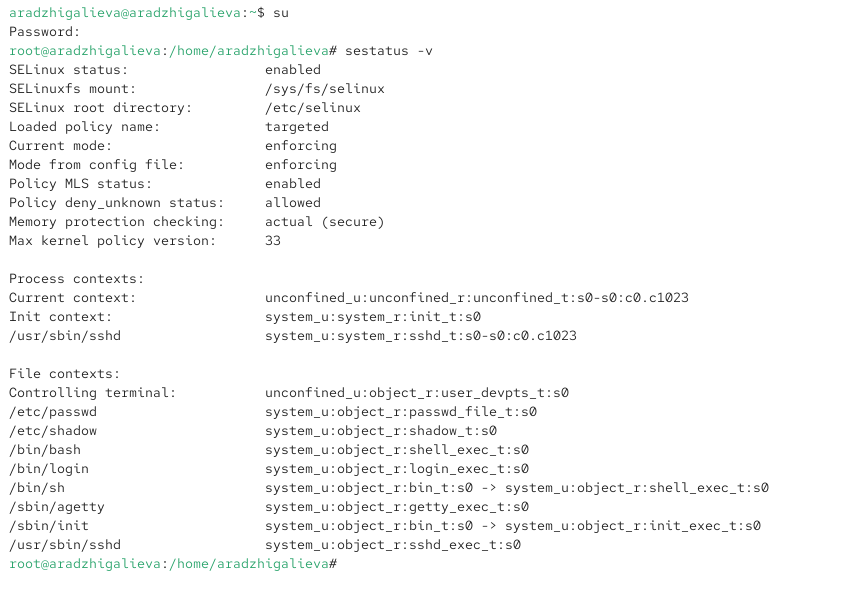 aradzhigalieva@aradzhigalieva:~$ su
Password:
root@aradzhigalieva:/home/aradzhigalieva# sestatus -v
SELinux status:                 enabled
SELinuxfs mount:                /sys/fs/selinux
SELinux root directory:         /etc/selinux
Loaded policy name:             targeted
Current mode:                   enforcing
Mode from config file:          enforcing
Policy MLS status:              enabled
Policy deny_unknown status:     allowed
Memory protection checking:     actual (secure)
Max kernel policy version:      33

Process contexts:
Current context:                unconfined_u:unconfined_r:unconfined_t:s0-s0:c0.c1023
Init context:                   system_u:system_r:init_t:s0
/usr/sbin/sshd                  system_u:system_r:sshd_t:s0-s0:c0.c1023

File contexts:
Controlling terminal:           unconfined_u:object_r:user_devpts_t:s0
/etc/passwd                     system_u:object_r:passwd_file_t:s0
/etc/shadow                     system_u:object_r:shadow_t:s0
/bin/bash                       system_u:object_r:shell_exec_t:s0
/bin/login                      system_u:object_r:login_exec_t:s0
/bin/sh                         system_u:object_r:bin_t:s0 -> system_u:object_r:shell_exec_t:s0
/sbin/agetty                    system_u:object_r:getty_exec_t:s0
/sbin/init                      system_u:object_r:bin_t:s0 -> system_u:object_r:init_exec_t:s0
/usr/sbin/sshd                  system_u:object_r:sshd_exec_t:s0
root@aradzhigalieva:/home/aradzhigalieva#